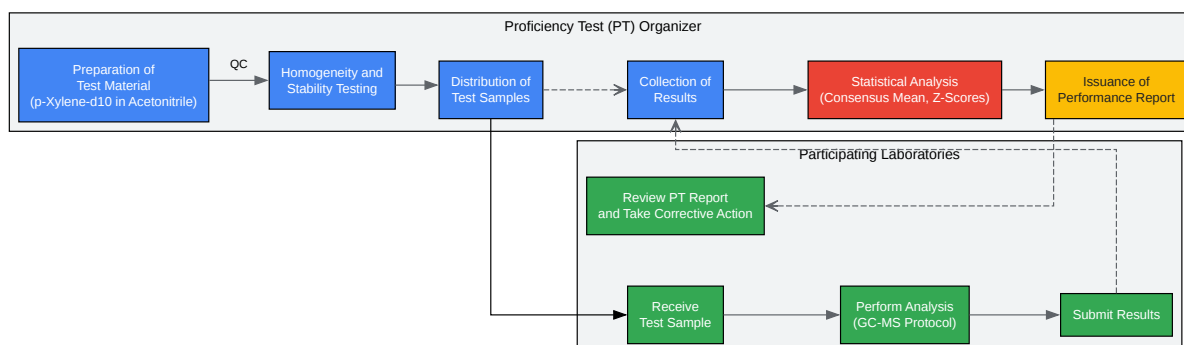 Proficiency Test (PT) Organizer
Preparation of
Test Material
(p-Xylene-d10 in Acetonitrile)
QC
Homogeneity and
Stability Testing
Distribution of
Test Samples
Collection of
Results
Statistical Analysis
(Consensus Mean, Z-Scores)
Issuance of
Performance Report
Participating Laboratories
Review PT Report
and Take Corrective Action
Receive
Test Sample
Perform Analysis
(GC-MS Protocol)
Submit Results